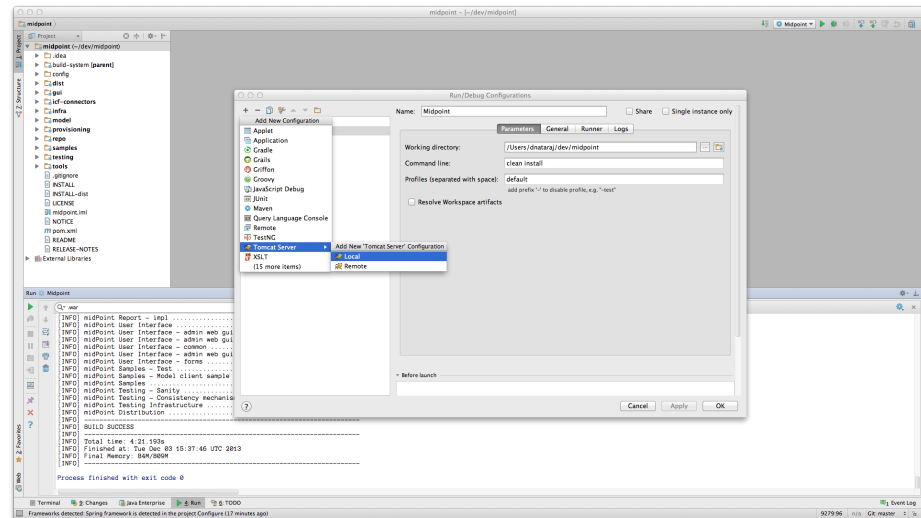 midpoint - [~/dev/midpoint]
midpoint
Midpoint
1: Project
Z: Structure
2: Favorites
Web
Project
midpoint (~/dev/midpoint)
.idea
build-system [parent]
config
dist
gui
icf-connectors
infra
model
provisioning
repo
samples
testing
tools
.gitignore
INSTALL
INSTALL-dist
LICENSE
midpoint.iml
NOTICE
pom.xml
README
RELEASE-NOTES
External Libraries
Run/Debug Configurations
Add New Configuration
Applet
Application
Gradle
Grails
Griffon
Groovy
JavaScript Debug
JUnit
Maven
Query Language Console
Remote
TestNG
Tomcat Server
XSLT
(15 more items)
Add New 'Tomcat Server' Configuration
Local
Remote
Name: Midpoint
Share
Single instance only
Parameters General Runner Logs
Working directory: /Users/dnataraj/dev/midpoint
Command line: clean install
Profiles (separated with space): default
add prefix '-' to disable profile, e.g. "-test"
Resolve Workspace artifacts
Before launch
Cancel Apply OK
Run Midpoint
.war
[INFO] midPoint Report - impl ................
[INFO] midPoint User Interface ...............
[INFO] midPoint User Interface - admin web gui
[INFO] midPoint User Interface - admin web gui
[INFO] midPoint User Interface - common ......
[INFO] midPoint User Interface - admin web gui
[INFO] midPoint User Interface - forms .......
[INFO] midPoint Samples - Test ...............
[INFO] midPoint Samples - Model client sample
[INFO] midPoint Samples ......................
[INFO] midPoint Testing - Sanity .............
[INFO] midPoint Testing - Consistency mechanis
[INFO] midPoint Testing Infrastructure .......
[INFO] midPoint Distribution .................
[INFO] ------------------------------------------------------------------------
[INFO] BUILD SUCCESS
[INFO] ------------------------------------------------------------------------
[INFO] Total time: 4:21.193s
[INFO] Finished at: Tue Dec 03 15:37:46 UTC 2013
[INFO] Final Memory: 84M/809M
[INFO] ------------------------------------------------------------------------
Process finished with exit code 0
Terminal 9: Changes Java Enterprise 4: Run 6: TODO
Event Log
Frameworks detected: Spring framework is detected in the project Configure (17 minutes ago)
9279:96 n/a Git: master